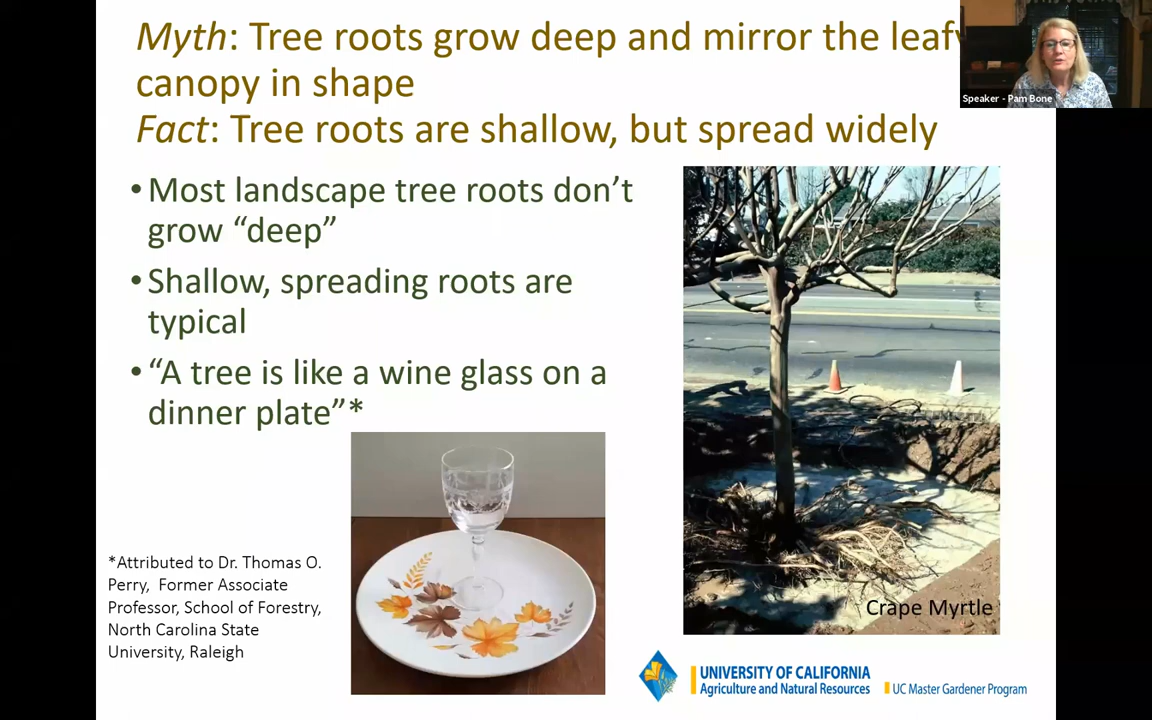 Myth: Tree roots grow deep and mirror the leafy
canopy in shape
Fact: Tree roots are shallow, but spread widely
Speaker - Pam Bone
•Most landscape tree roots don’t
grow “deep”
•Shallow, spreading roots are
typical
•“A tree is like a wine glass on a
dinner plate”*
*Attributed to Dr. Thomas O.
Perry, Former Associate
Professor, School of Forestry,
North Carolina State
University, Raleigh
Crape Myrtle
UNIVERSITY OF CALIFORNIA
Agriculture and Natural Resources
UC Master Gardener Program